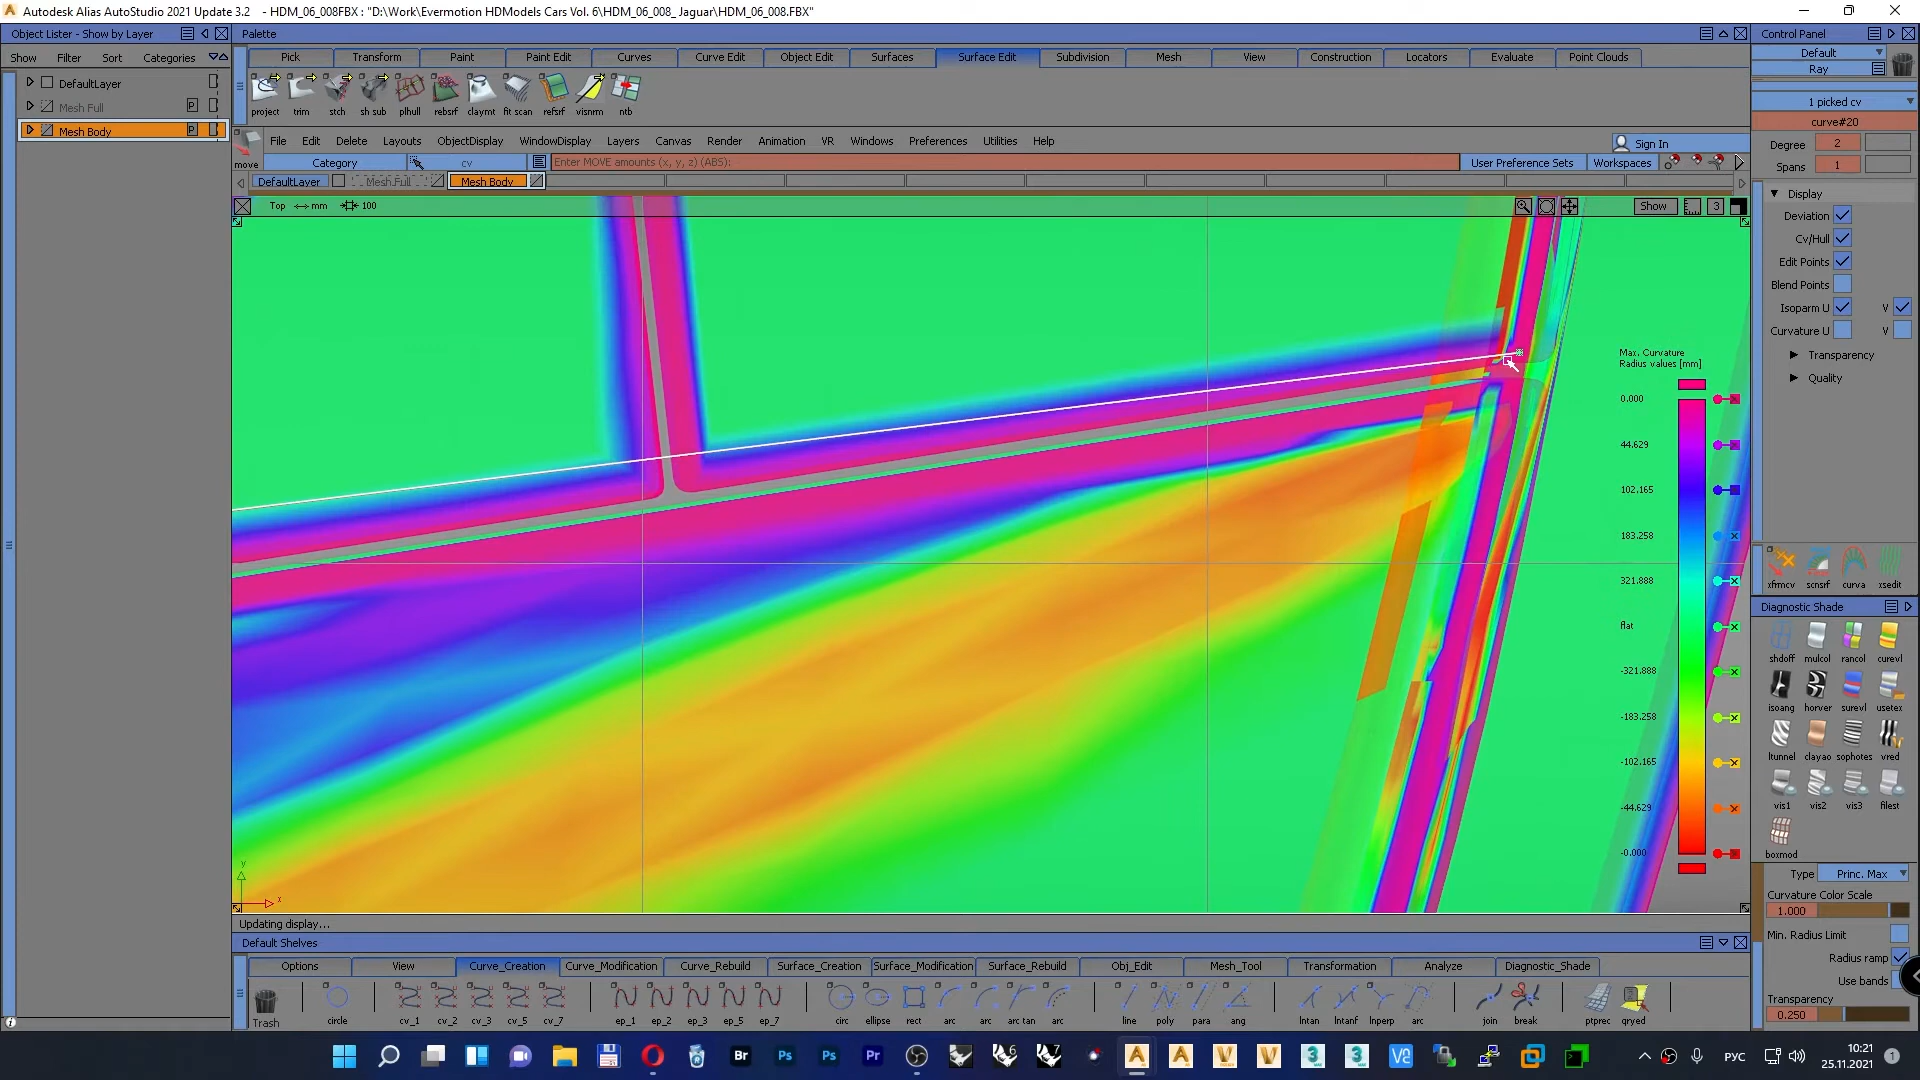 Autodesk Alias AutoStudio 2021 Update 3.2    - HDM_06_008FBX : "D:\Work\Evermotion HDModels Cars Vol. 6\HDM_06_008_ Jaguar\HDM_06_008.FBX"
Object Lister - Show by Layer
Palette
Control Panel
Show Filter Sort Categories
Pick Transform Paint Paint Edit Curves Curve Edit Object Edit Surfaces Surface Edit Subdivision Mesh View Construction Locators Evaluate Point Clouds
Default
Ray
DefaultLayer
Mesh Full P
Mesh Body P
project trim stch sh sub plhull rebsrf claymt fit scan refsrf visnrm ntb
1 picked cv
curve#20
Degree 2
Spans 1
File Edit Delete Layouts ObjectDisplay WindowDisplay Layers Canvas Render Animation VR Windows Preferences Utilities Help
Sign In
move Category cv Enter MOVE amounts (x, y, z) (ABS): User Preference Sets Workspaces
DefaultLayer Mesh Full Mesh Body
Top mm 100
Show 3
Display
Deviation
Cv/Hull
Edit Points
Blend Points
Isoparm U V
Curvature U V
Transparency
Quality
Max. Curvature
Radius values [mm]
0.000
44.629
102.165
183.258
321.888
flat
-321.888
-183.258
-102.165
-44.629
-0.000
y
x
xfrmcv scnsrf curva xsedit
Diagnostic Shade
shdoff mulcol rancol curevl
isoang horver surevl usetex
ltunnel clayao sophotes vred
vis1 vis2 vis3 filest
boxmod
Type Princ. Max
Curvature Color Scale
1.000
Min. Radius Limit
Radius ramp
Use bands
Transparency
0.250
Updating display...
Default Shelves
Options View Curve_Creation Curve_Modification Curve_Rebuild Surface_Creation Surface_Modification Surface_Rebuild Obj_Edit Mesh_Tool Transformation Analyze Diagnostic_Shade
Trash circle cv_1 cv_2 cv_3 cv_5 cv_7 ep_1 ep_2 ep_3 ep_5 ep_7 circ ellipse rect arc arc arc tan arc line poly para ang lntan lntanf lnperp arc join break ptprec qryed
Br Ps Ps Pr 6 7
3 3
РУС
10:21
25.11.2021
1